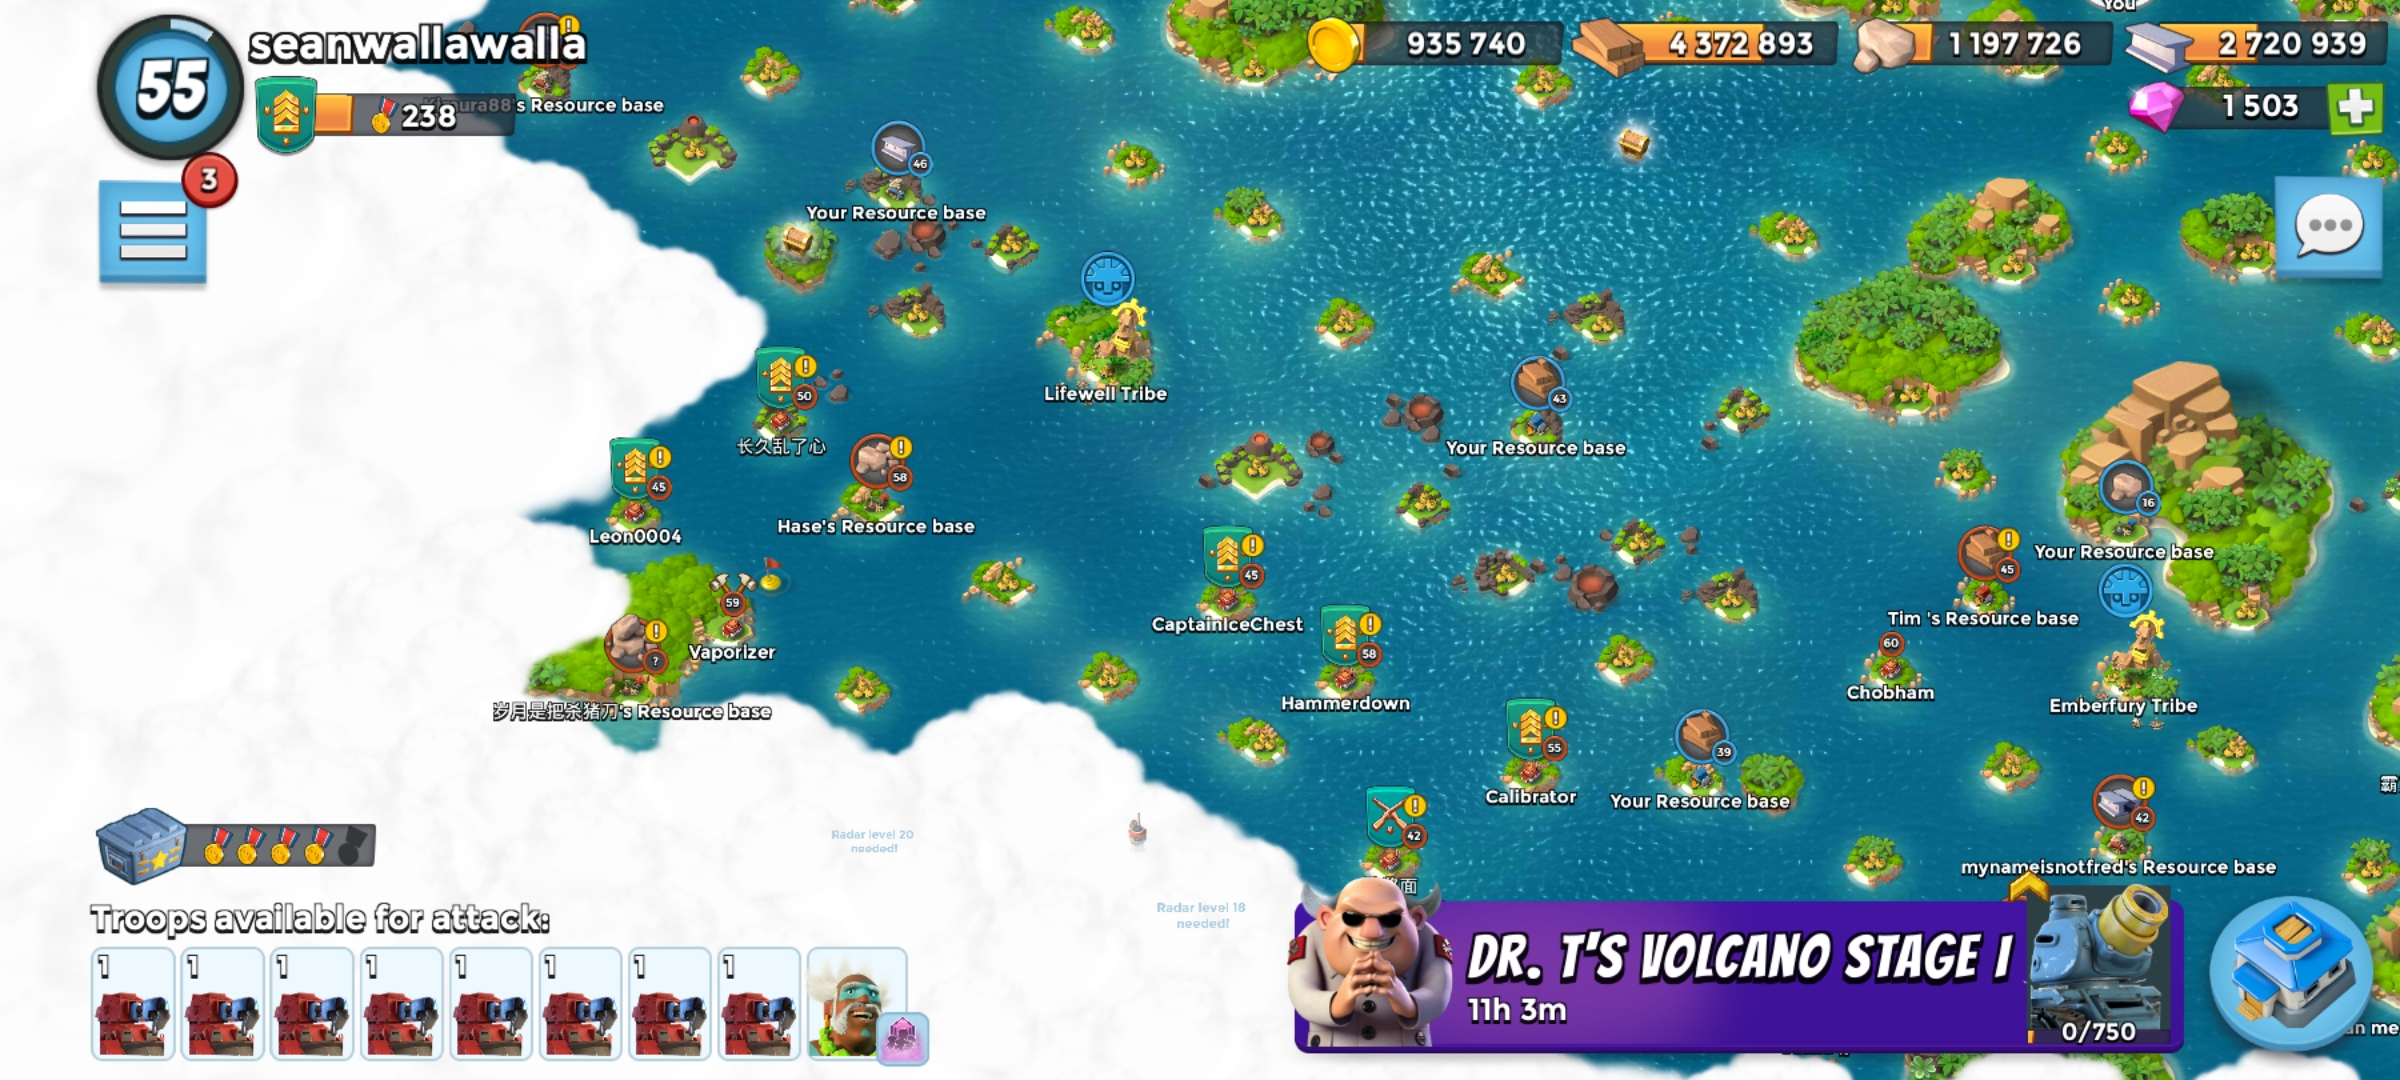 You
55
seanwallawalla
238
935 740
4 372 893
1 197 726
2 720 939
1 503
's Resource base
3
46
Your Resource base
Lifewell Tribe
50
长久乱了心
43
Your Resource base
45
Leon0004
58
Hase's Resource base
16
Your Resource base
45
CaptainIceChest
45
Tim 's Resource base
59
Vaporizer
?
岁月是把杀猪刀's Resource base
58
Hammerdown
60
Chobham
Emberfury Tribe
55
Calibrator
39
Your Resource base
42
面
42
mynameisnotfred's Resource base
霸
Radar level 20
needed!
Radar level 18
needed!
Troops available for attack:
1
1
1
1
1
1
1
1
DR. T'S VOLCANO STAGE I
11h 3m
0/750